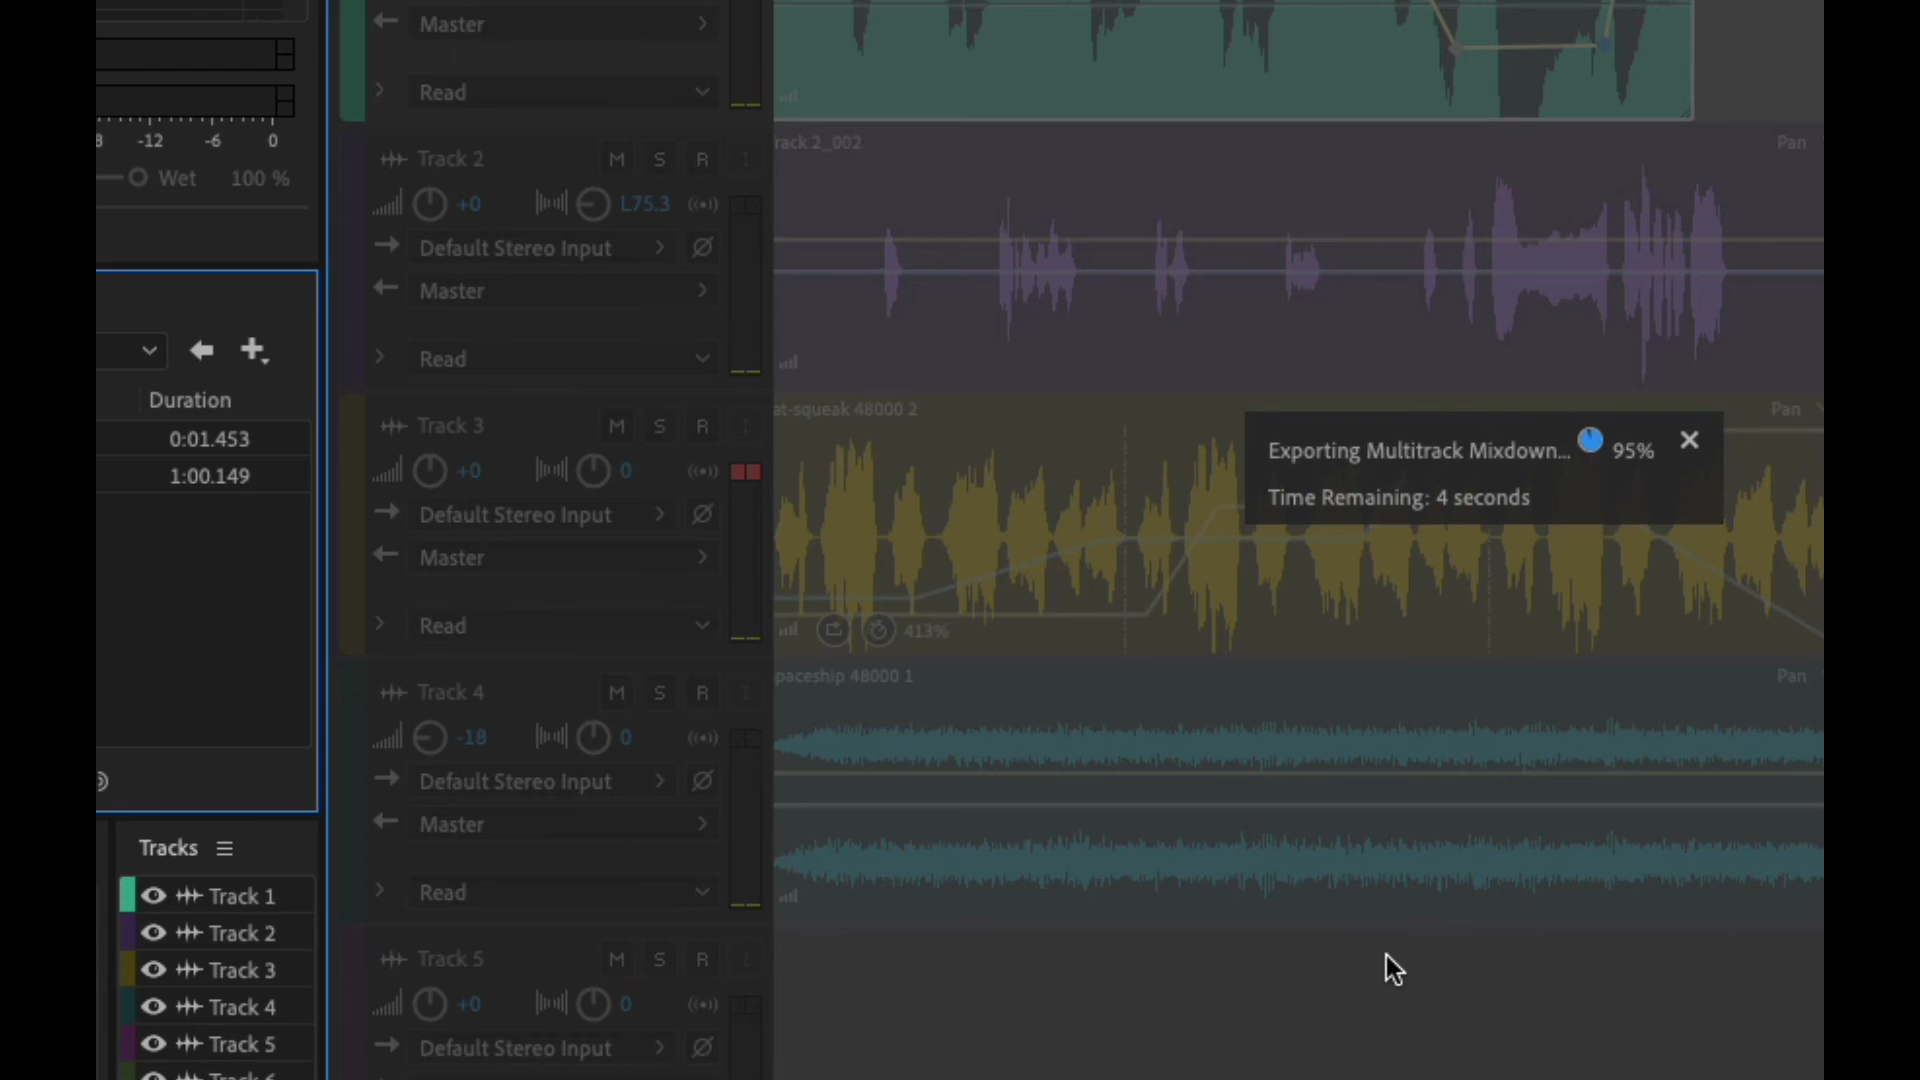 Master
Read
8 -12 -6 0
Wet 100 %
Track 2 M S R I
+0 L75.3
Default Stereo Input
Master
Read
rack 2_002 Pan
Duration
0:01.453
1:00.149
Track 3 M S R I
+0 0
Default Stereo Input
Master
Read
at-squeak 48000 2 Pan
413%
Exporting Multitrack Mixdown... 95%
Time Remaining: 4 seconds
Track 4 M S R I
-18 0
Default Stereo Input
Master
Read
paceship 48000 1 Pan
Tracks
Track 1
Track 2
Track 3
Track 4
Track 5
Track 5 M S R I
+0 0
Default Stereo Input